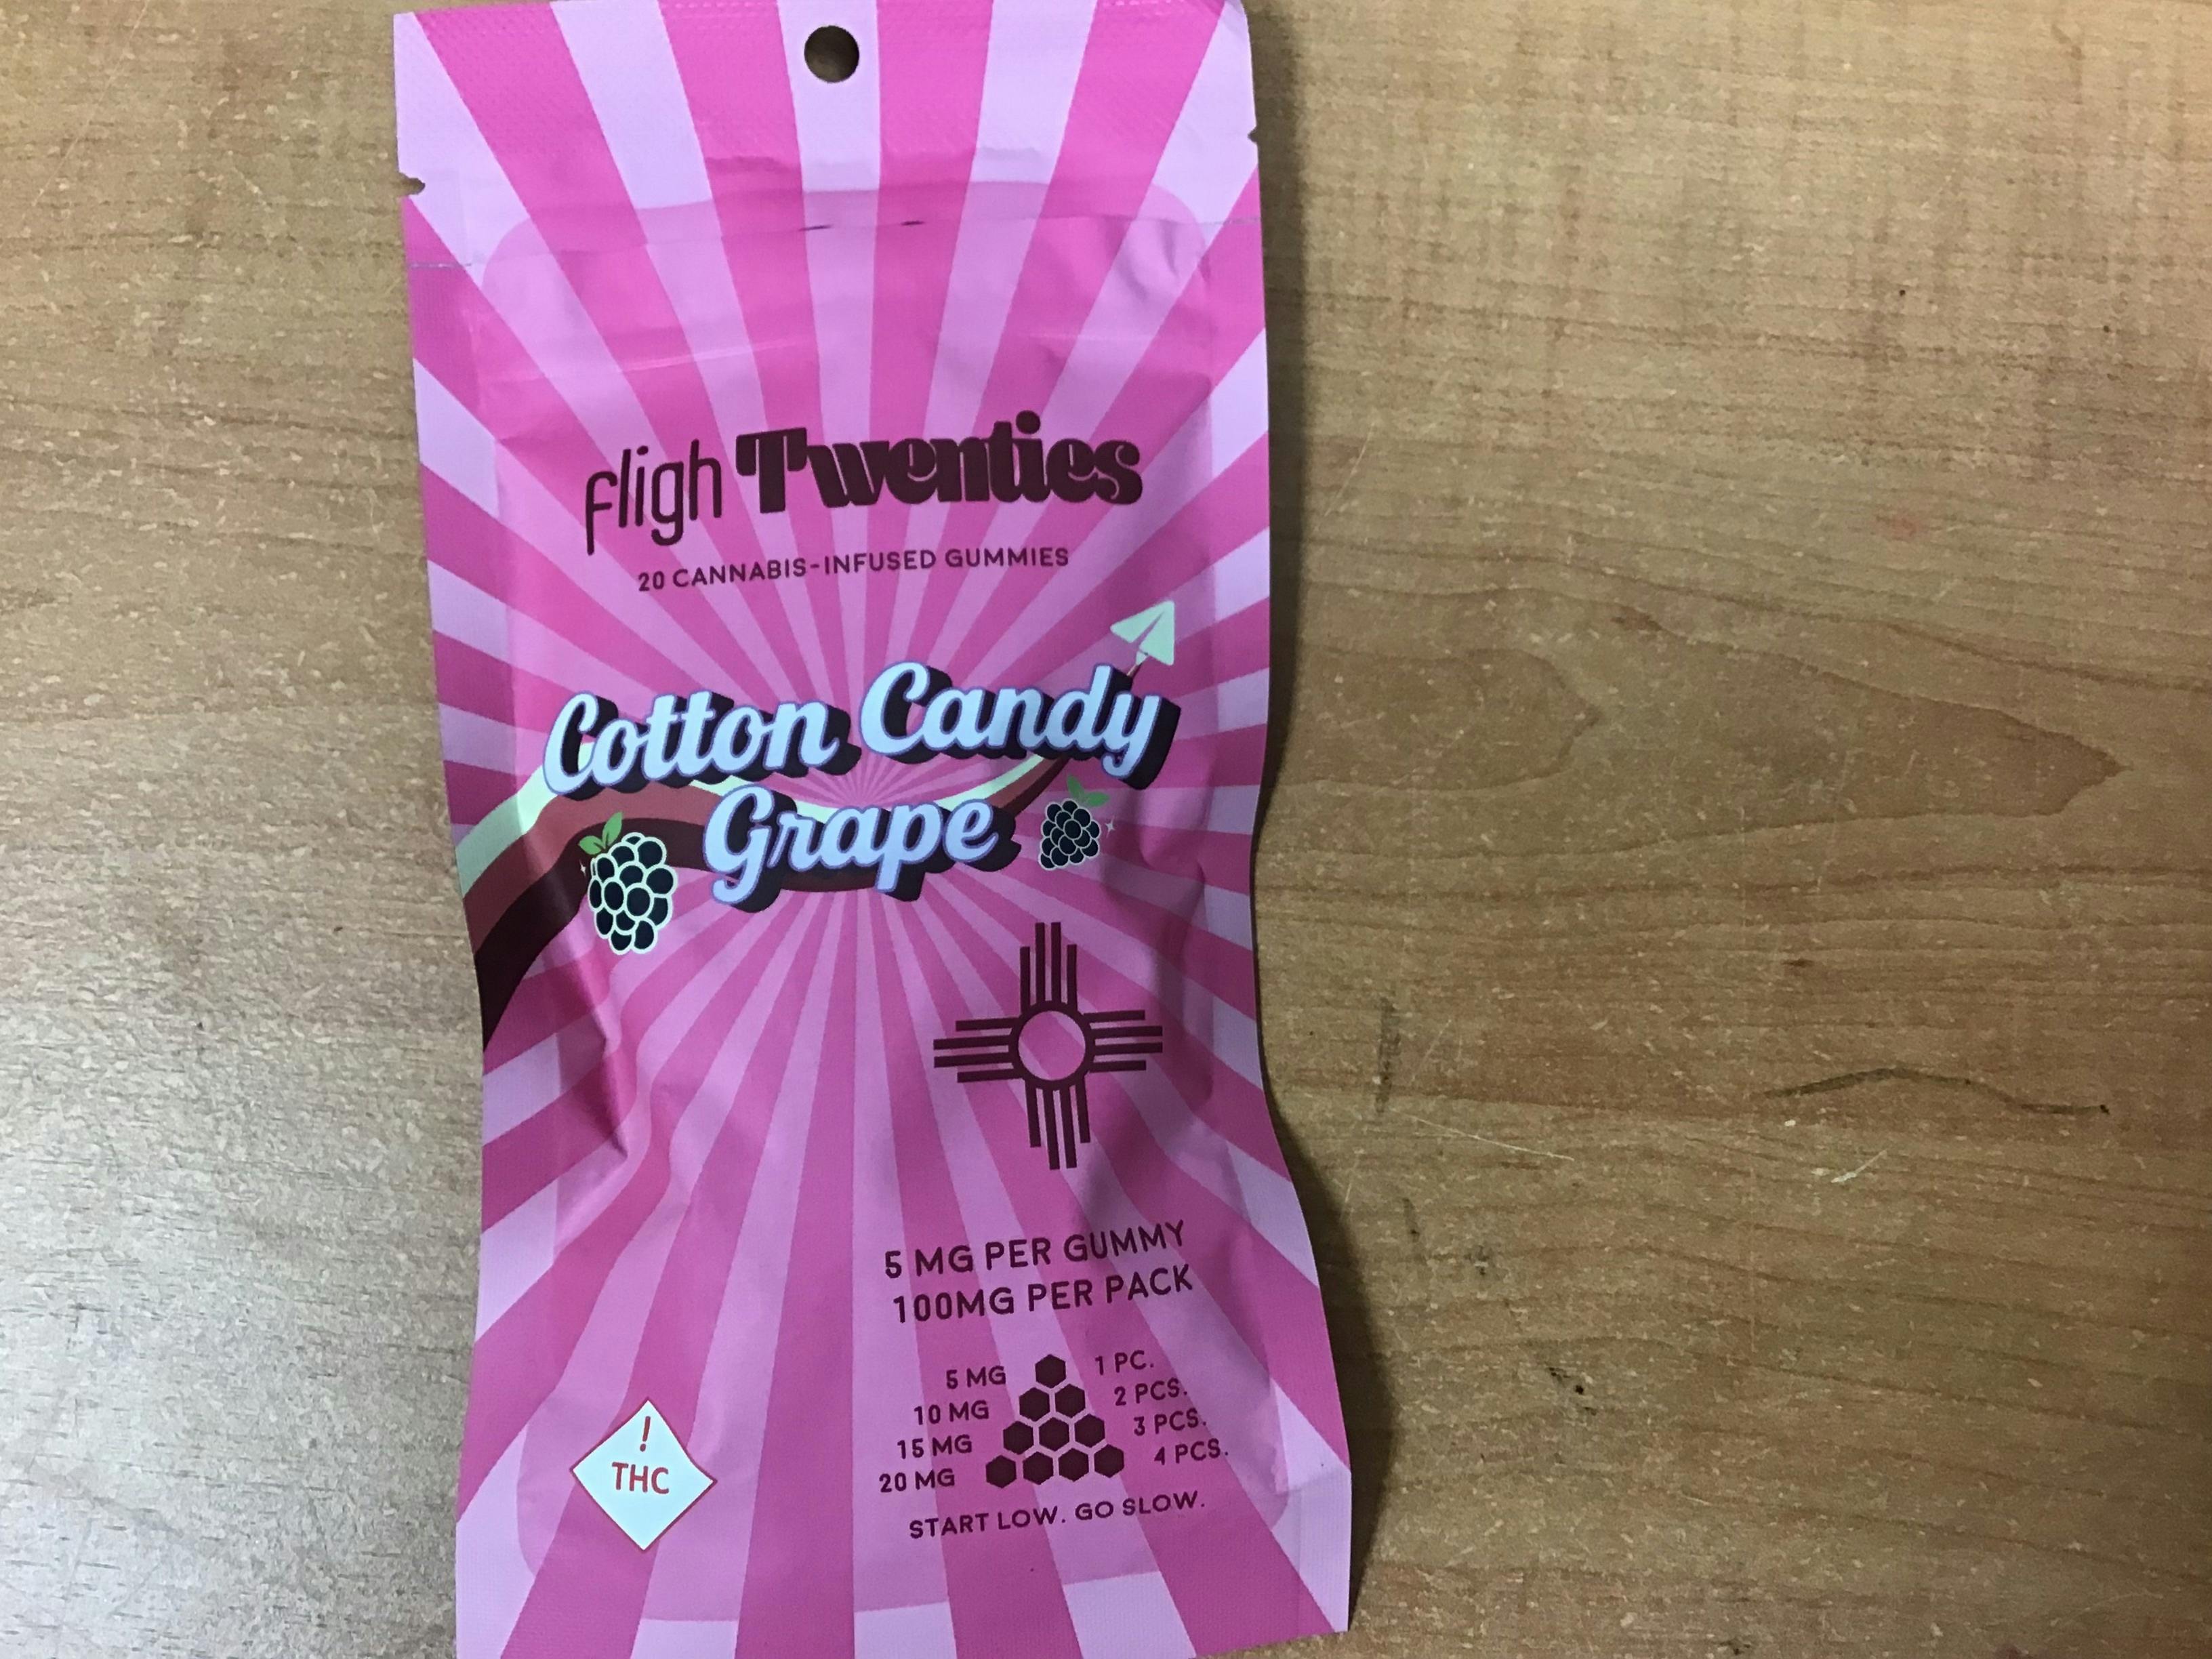 fligh Twenties
20 CANNABIS-INFUSED GUMMIES
Cotton Candy
Grape
5 MG PER GUMMY
100MG PER PACK
5 MG 1 PC.
10 MG 2 PCS.
15 MG 3 PCS.
20 MG 4 PCS.
START LOW. GO SLOW.
!
THC